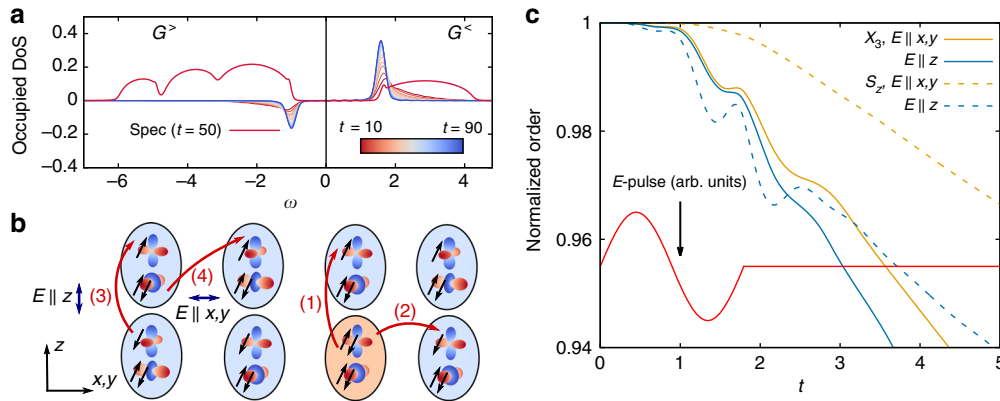 a
G> G<
Occupied DoS
0.4
0.2
0
−0.2
−0.4
Spec (t = 50)
t = 10 t = 90
−6 −4 −2 0 2 4
ω
b
E ∥ z
(3)
(4)
E ∥ x,y
(1)
(2)
z
x,y
c
Normalized order
1
0.98
0.96
0.94
X3, E ∥ x,y
E ∥ z
Sz, E ∥ x,y
E ∥ z
E-pulse (arb. units)
0 1 2 3 4 5
t